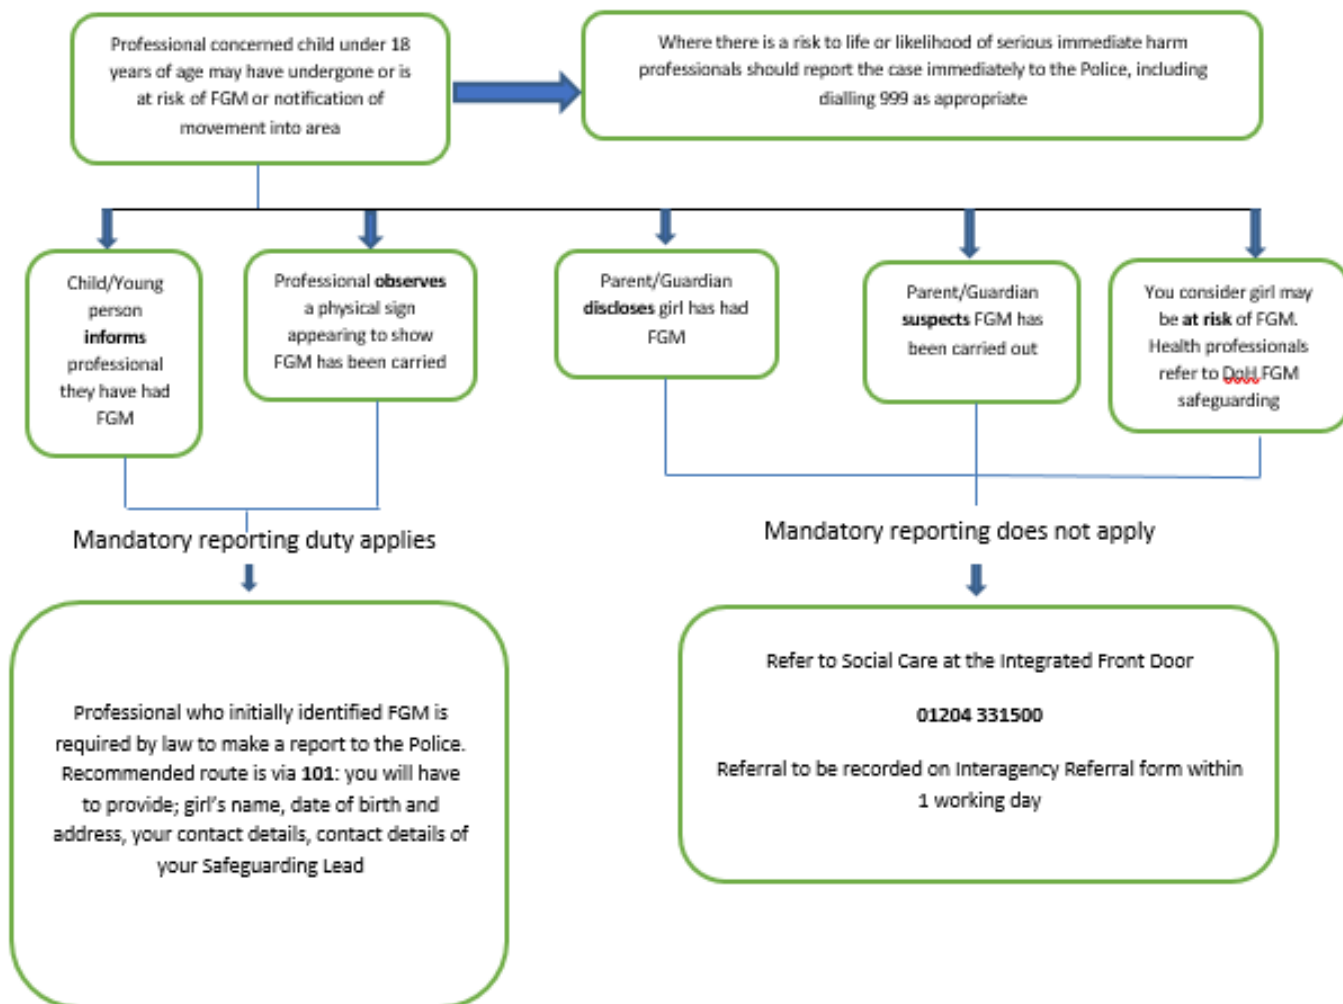 Professional concerned child under 18
years of age may have undergone or is
at risk of FGM or notification of
movement into area
Where there is a risk to life or likelihood of serious immediate harm
professionals should report the case immediately to the Police, including
dialling 999 as appropriate
Child/Young
person
informs
professional
they have had
FGM
Professional observes
a physical sign
appearing to show
FGM has been carried
Parent/Guardian
discloses girl has had
FGM
Parent/Guardian
suspects FGM has
been carried out
You consider girl may
be at risk of FGM.
Health professionals
refer to DoH FGM
safeguarding
Mandatory reporting duty applies
Mandatory reporting does not apply
Professional who initially identified FGM is
required by law to make a report to the Police.
Recommended route is via 101: you will have
to provide; girl's name, date of birth and
address, your contact details, contact details of
your Safeguarding Lead
Refer to Social Care at the Integrated Front Door
01204 331500
Referral to be recorded on Interagency Referral form within
1 working day